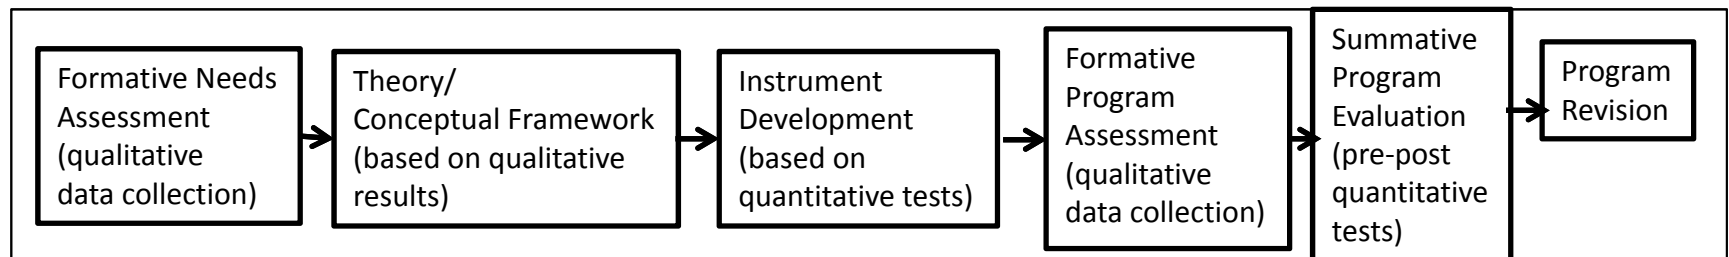 Formative Needs
Assessment
(qualitative
data collection)
Theory/
Conceptual Framework
(based on qualitative
results)
Instrument
Development
(based on
quantitative tests)
Formative
Program
Assessment
(qualitative
data collection)
Summative
Program
Evaluation
(pre-post
quantitative
tests)
Program
Revision